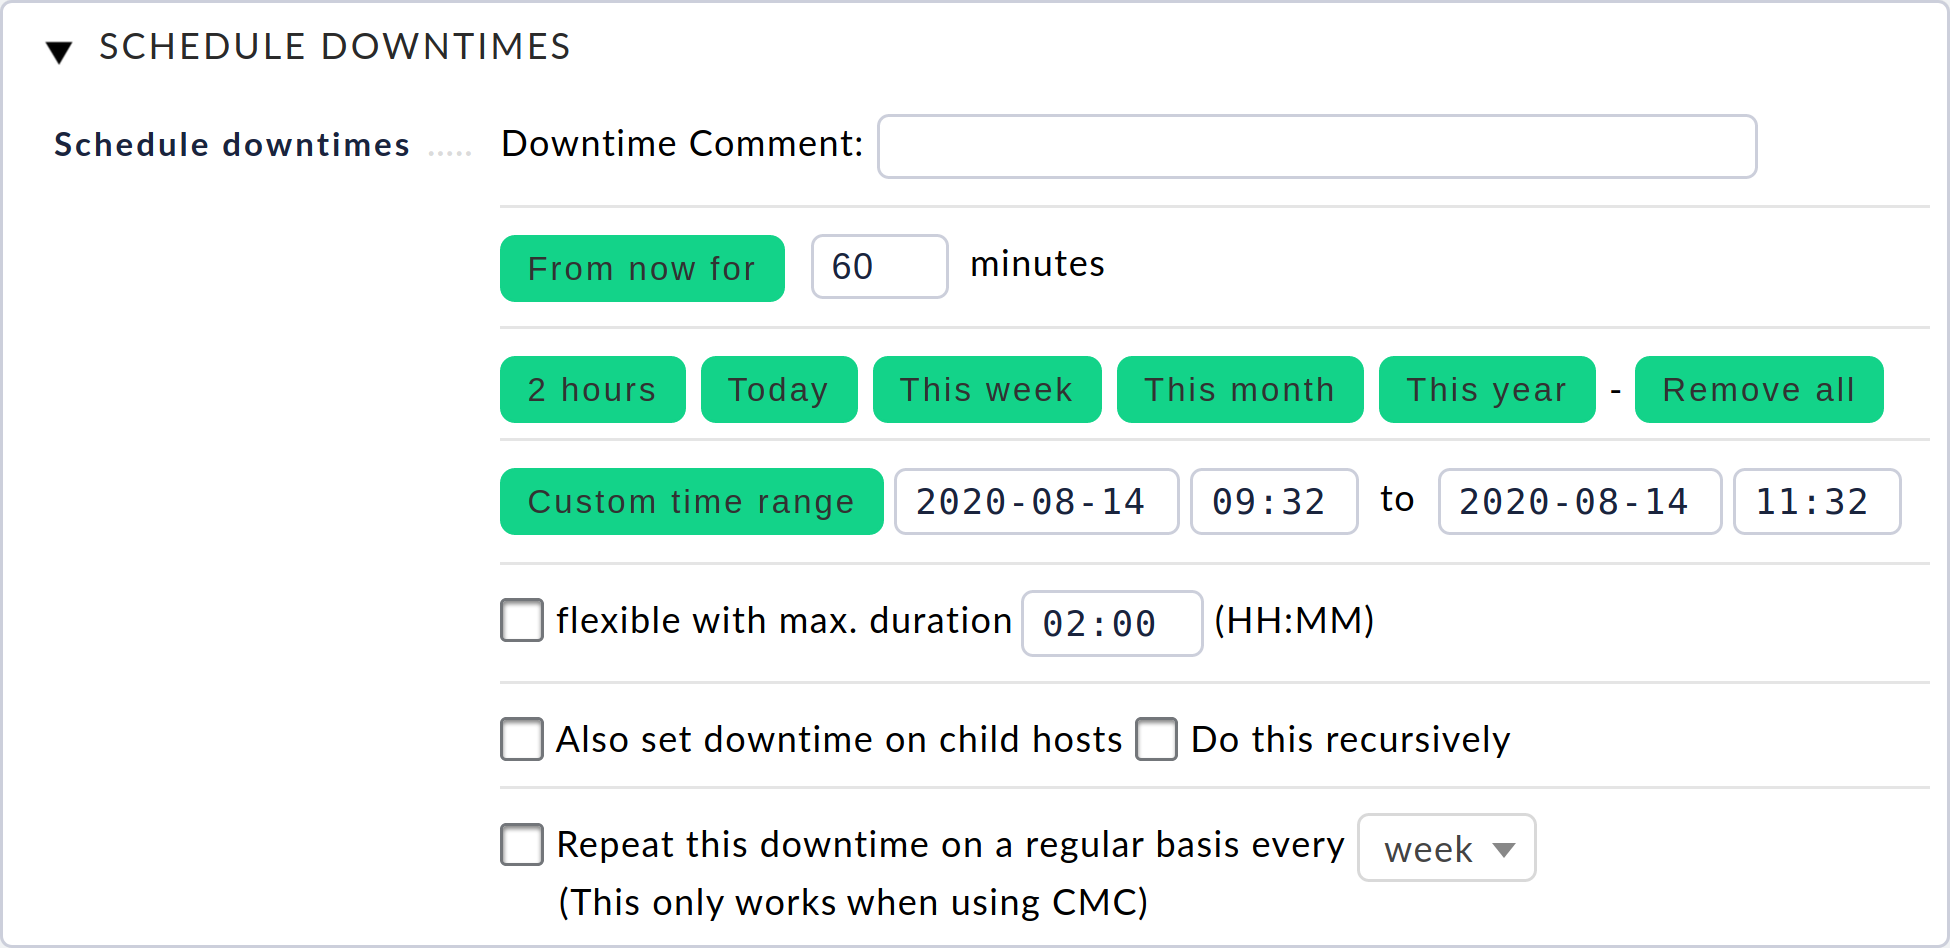 SCHEDULE DOWNTIMES
Schedule downtimes ..... Downtime Comment:
From now for 60 minutes
2 hours Today This week This month This year - Remove all
Custom time range 2020-08-14 09:32 to 2020-08-14 11:32
flexible with max. duration 02:00 (HH:MM)
Also set downtime on child hosts Do this recursively
Repeat this downtime on a regular basis every week
(This only works when using CMC)